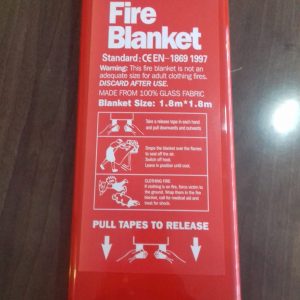 Fire
Blanket
Standard: CE EN-1869 1997
Warning: This fire blanket is not an
adequate size for adult clothing fires.
DISCARD AFTER USE.
MADE FROM 100% GLASS FABRIC
Blanket Size: 1.8m*1.8m
Take a release tape in each hand
and pull downwards and outwards
Drape the blanket over the flames
to seal off the air.
Switch off heat.
Leave in position until cool.
CLOTHING FIRE
If clothing is on fire, force victim to
the ground. Wrap them in the fire
blanket, call for medical aid and
treat for shock.
PULL TAPES TO RELEASE